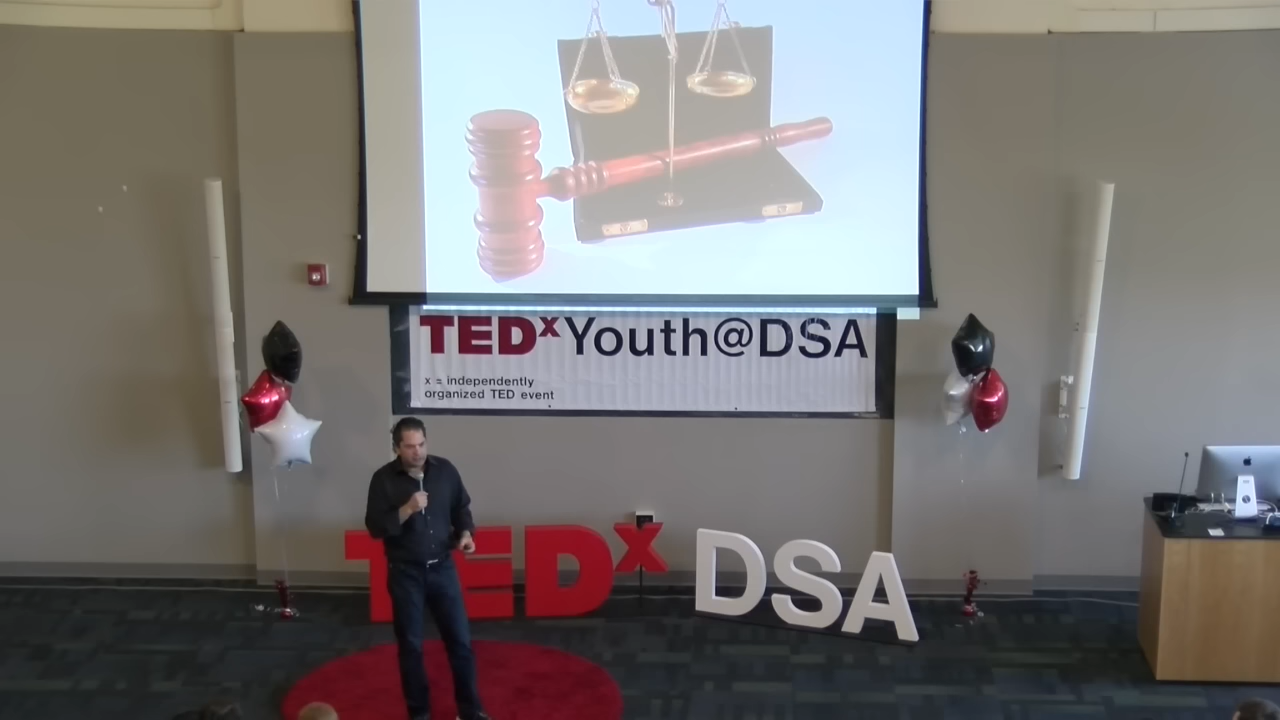 TEDxYouth@DSA
x = independently
organized TED event
TEDx DSA